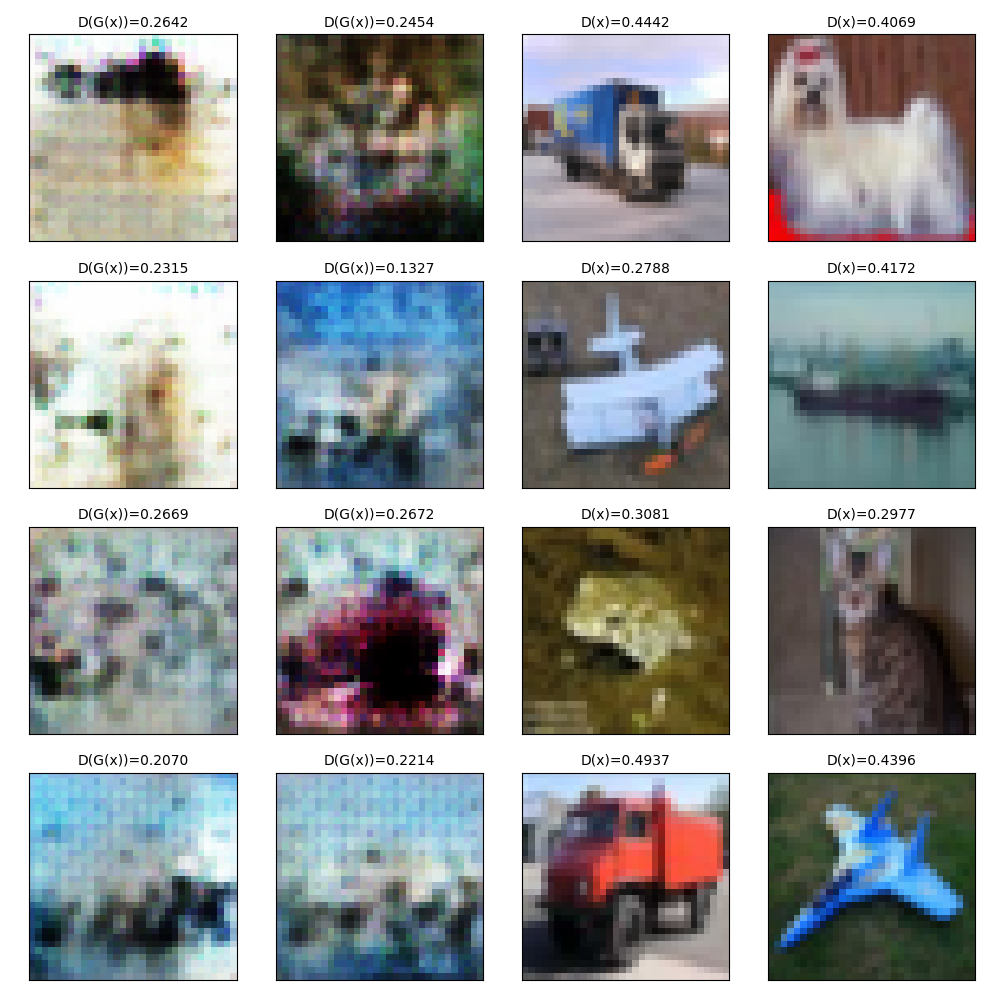 D(G(x))=0.2642 D(G(x))=0.2454 D(x)=0.4442 D(x)=0.4069
D(G(x))=0.2315 D(G(x))=0.1327 D(x)=0.2788 D(x)=0.4172
D(G(x))=0.2669 D(G(x))=0.2672 D(x)=0.3081 D(x)=0.2977
D(G(x))=0.2070 D(G(x))=0.2214 D(x)=0.4937 D(x)=0.4396